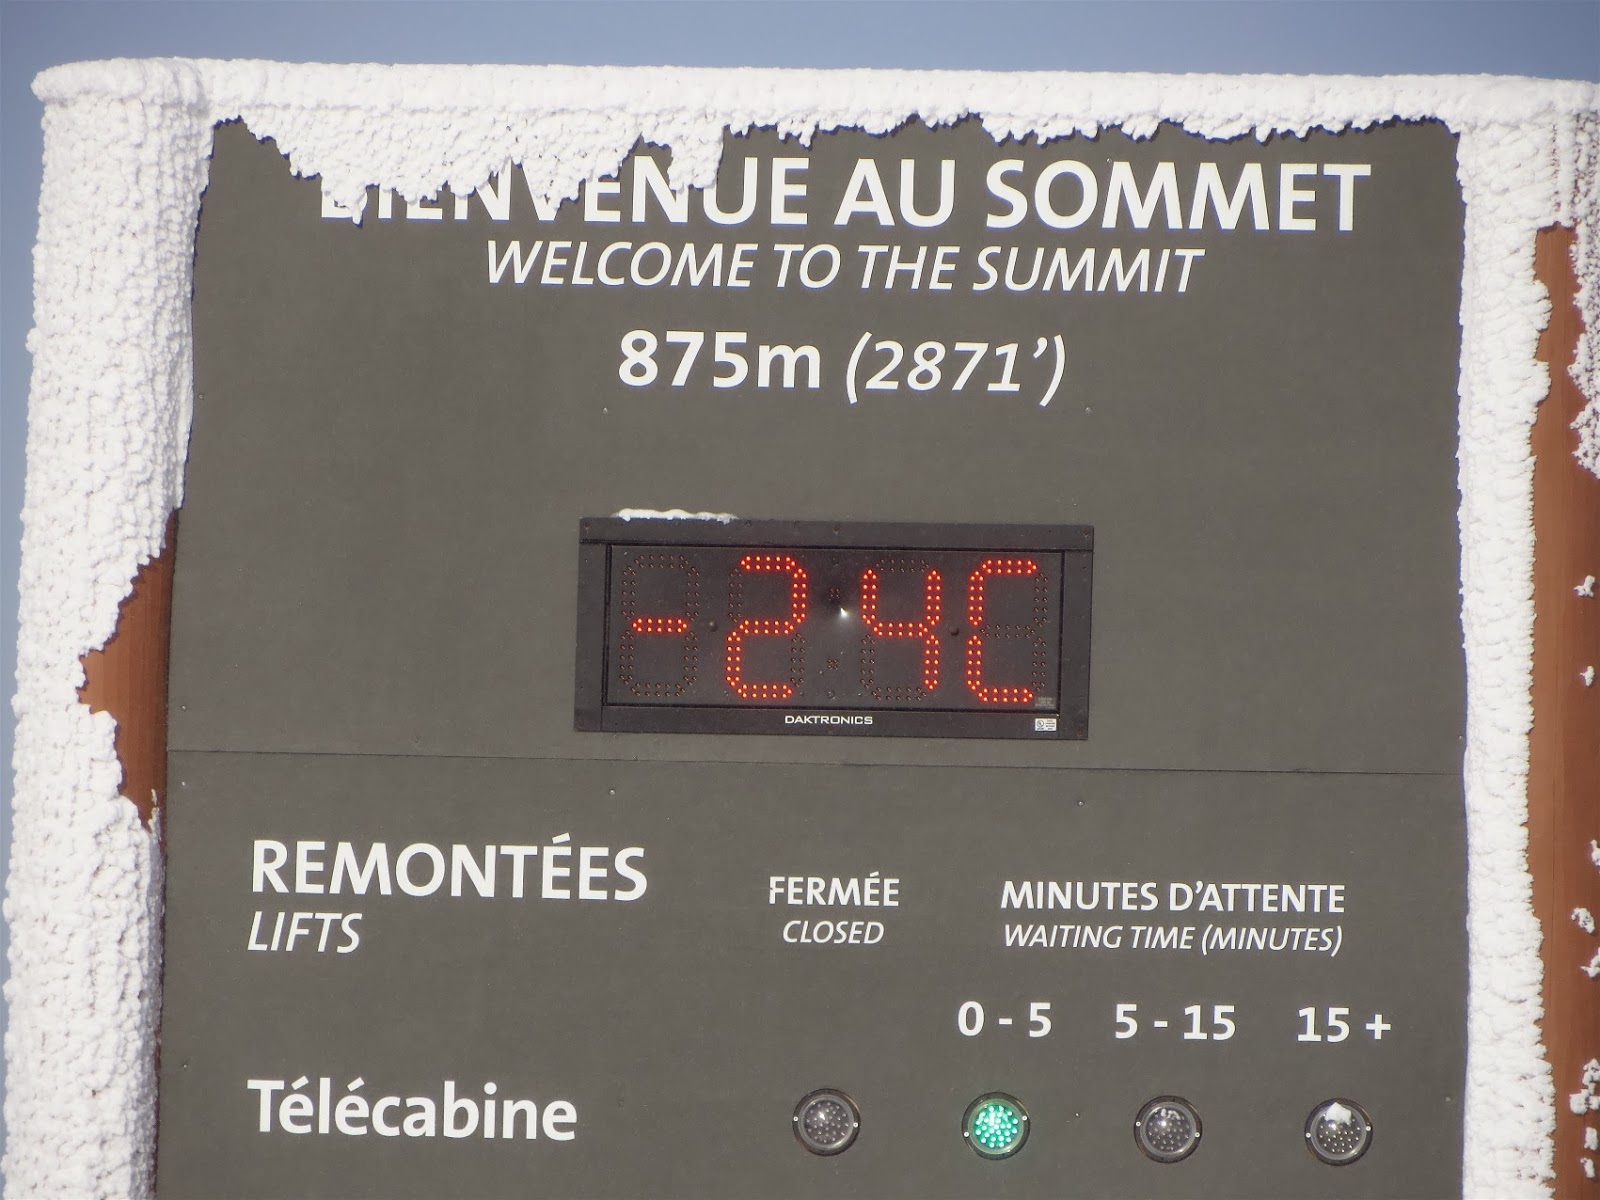 BIENVENUE AU SOMMET
WELCOME TO THE SUMMIT
875m (2871')
-24C
DAKTRONICS
REMONTÉES
LIFTS
FERMÉE
CLOSED
MINUTES D'ATTENTE
WAITING TIME (MINUTES)
0 - 5 5 - 15 15 +
Télécabine